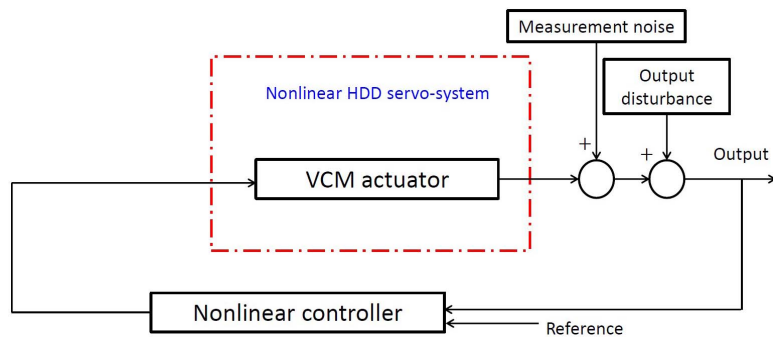 Measurement noise
Nonlinear HDD servo-system
Output
disturbance
+
+
Output
VCM actuator
Nonlinear controller
Reference